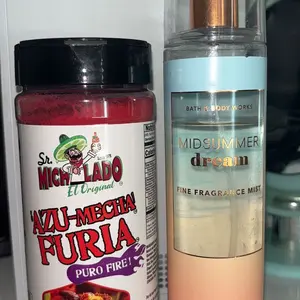 Sr.
MICHELADO
El Original
¡AZU-MECHA!
FURIA
PURO FIRE!
BATH & BODY WORKS
MIDSUMMER
dream
FINE FRAGRANCE MIST